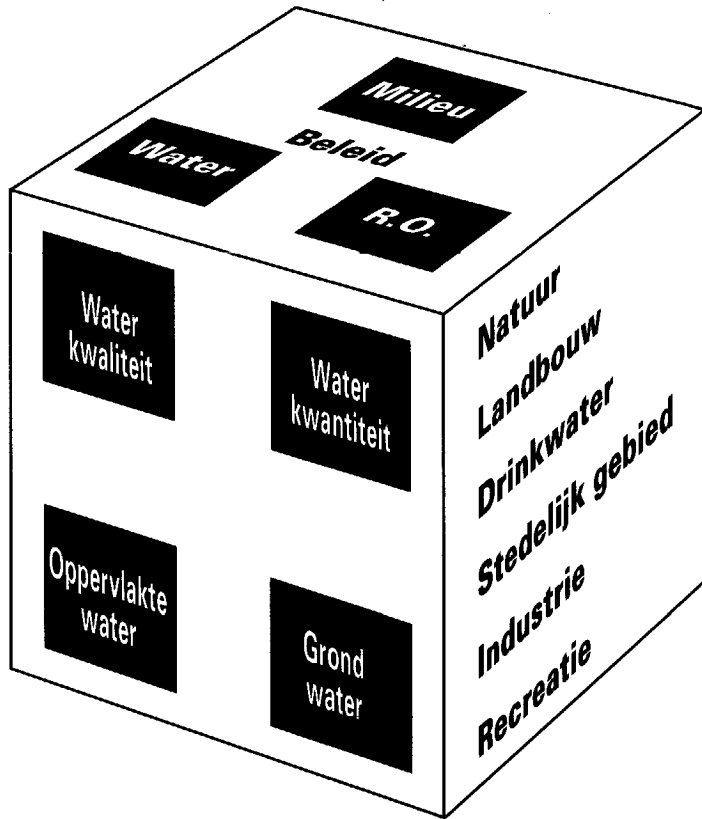 Milieu
Beleid
Water
R.O.
Water
kwaliteit
Water
kwantiteit
Oppervlakte
water
Grond
water
Natuur
Landbouw
Drinkwater
Stedelijk gebied
Industrie
Recreatie